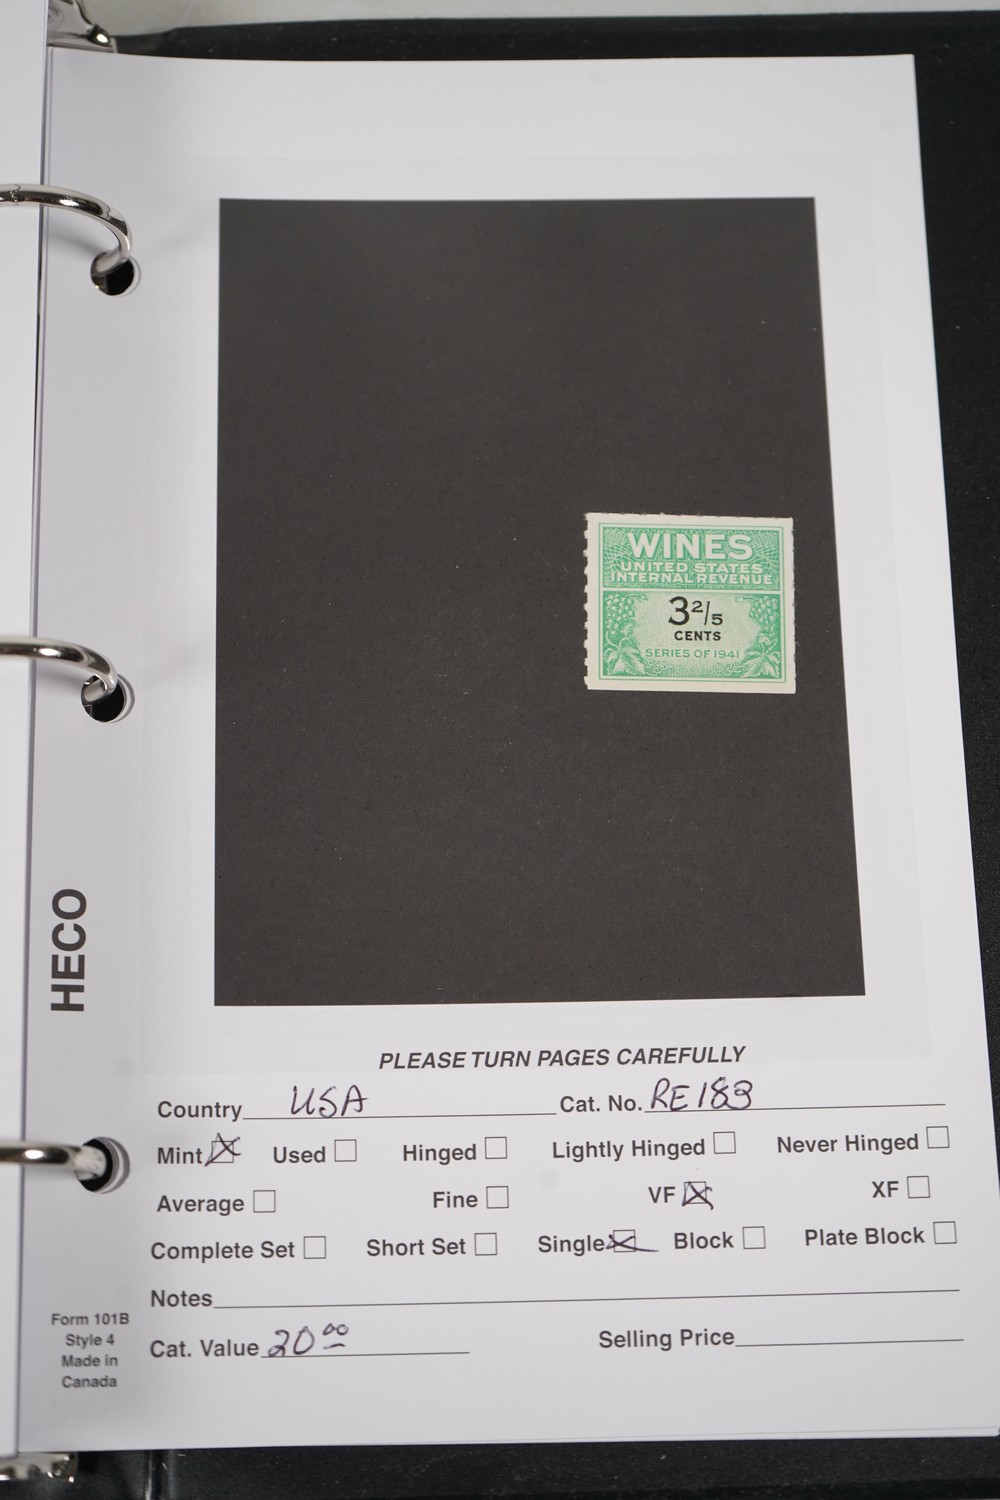 WINES
UNITED STATES
INTERNAL REVENUE
3 2/5
CENTS
SERIES OF 1941
HECO
PLEASE TURN PAGES CAREFULLY
Country USA Cat. No. RE183
Mint Used Hinged Lightly Hinged Never Hinged
Average Fine VF XF
Complete Set Short Set Single Block Plate Block
Notes
Cat. Value 20.00 Selling Price
Form 101B
Style 4
Made in
Canada